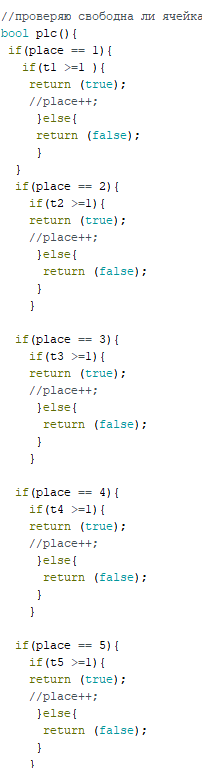 //проверяю свободна ли ячейка
bool plc(){
if(place == 1){
if(t1 >=1 ){
return (true);
//place++;
}else{
return (false);
}
}
if(place == 2){
if(t2 >=1){
return (true);
//place++;
}else{
return (false);
}
}
if(place == 3){
if(t3 >=1){
return (true);
//place++;
}else{
return (false);
}
}
if(place == 4){
if(t4 >=1){
return (true);
//place++;
}else{
return (false);
}
}
if(place == 5){
if(t5 >=1){
return (true);
//place++;
}else{
return (false);
}
}